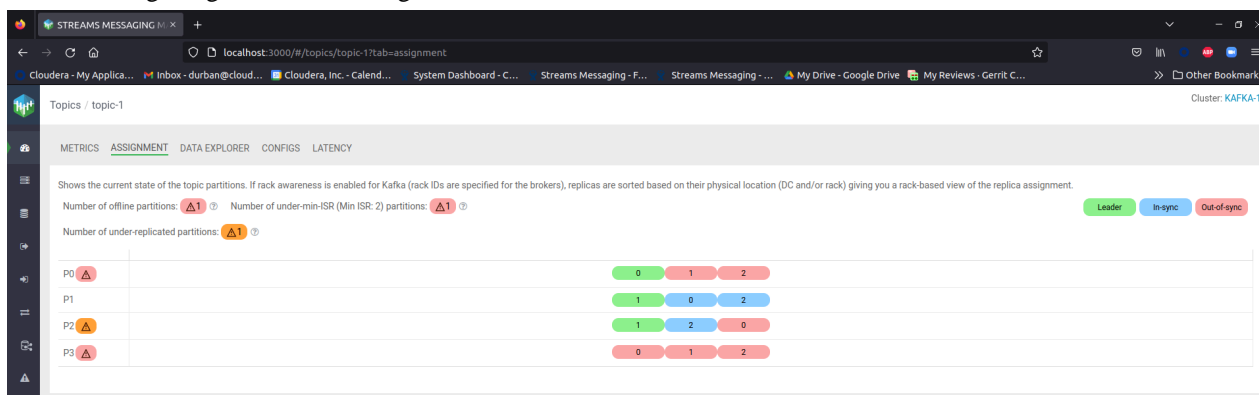 STREAMS MESSAGING M
localhost:3000/#/topics/topic-1?tab=assignment
ABP
Cloudera - My Applica... Inbox - durban@cloud... Cloudera, Inc. - Calend... System Dashboard - C... Streams Messaging - F... Streams Messaging - ... My Drive - Google Drive My Reviews · Gerrit C... Other Bookmark
Topics / topic-1 Cluster: KAFKA-1
METRICS ASSIGNMENT DATA EXPLORER CONFIGS LATENCY
Shows the current state of the topic partitions. If rack awareness is enabled for Kafka (rack IDs are specified for the brokers), replicas are sorted based on their physical location (DC and/or rack) giving you a rack-based view of the replica assignment.
Number of offline partitions: 1 Number of under-min-ISR (Min ISR: 2) partitions: 1 Leader In-sync Out-of-sync
Number of under-replicated partitions: 1
P0 0 1 2
P1 1 0 2
P2 1 2 0
P3 0 1 2